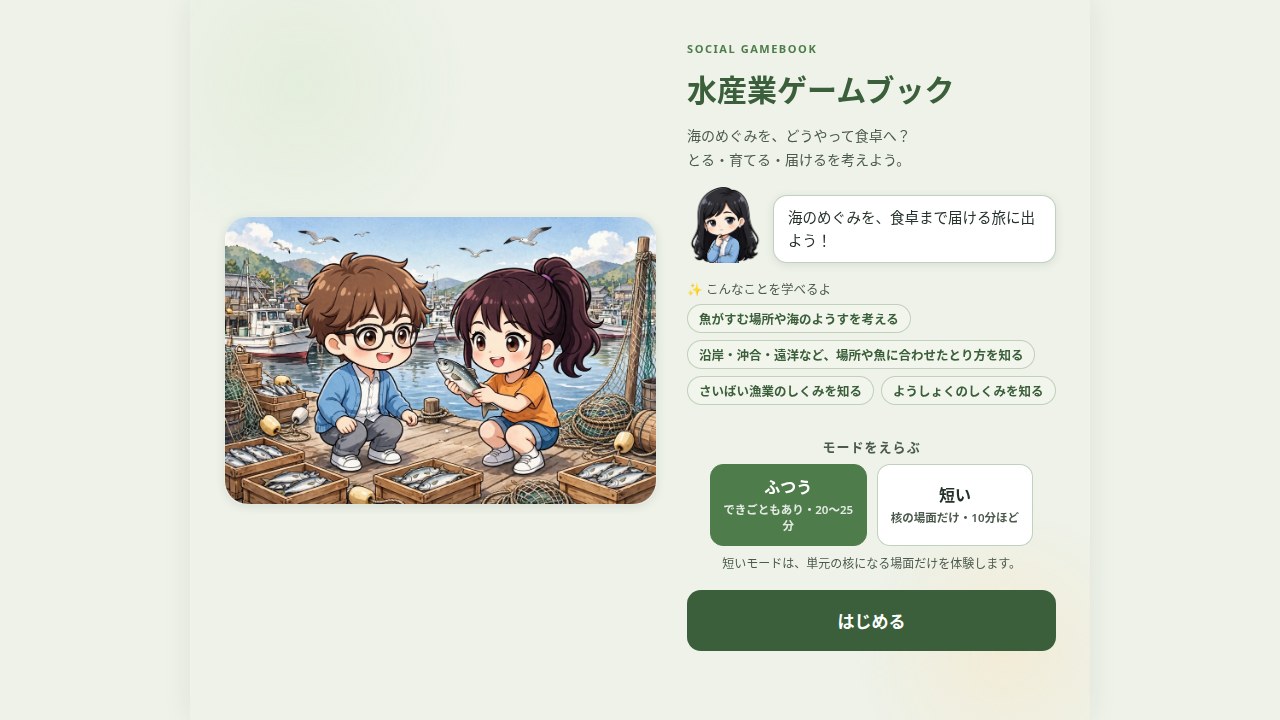 SOCIAL GAMEBOOK
水産業ゲームブック
海のめぐみを、どうやって食卓へ？
とる・育てる・届けるを考えよう。
海のめぐみを、食卓まで届ける旅に出
よう！
✨ こんなことを学べるよ
魚がすむ場所や海のようすを考える
沿岸・沖合・遠洋など、場所や魚に合わせたとり方を知る
さいばい漁業のしくみを知る
ようしょくのしくみを知る
モードをえらぶ
ふつう
できごともあり・20〜25
分
短い
核の場面だけ・10分ほど
短いモードは、単元の核になる場面だけを体験します。
はじめる